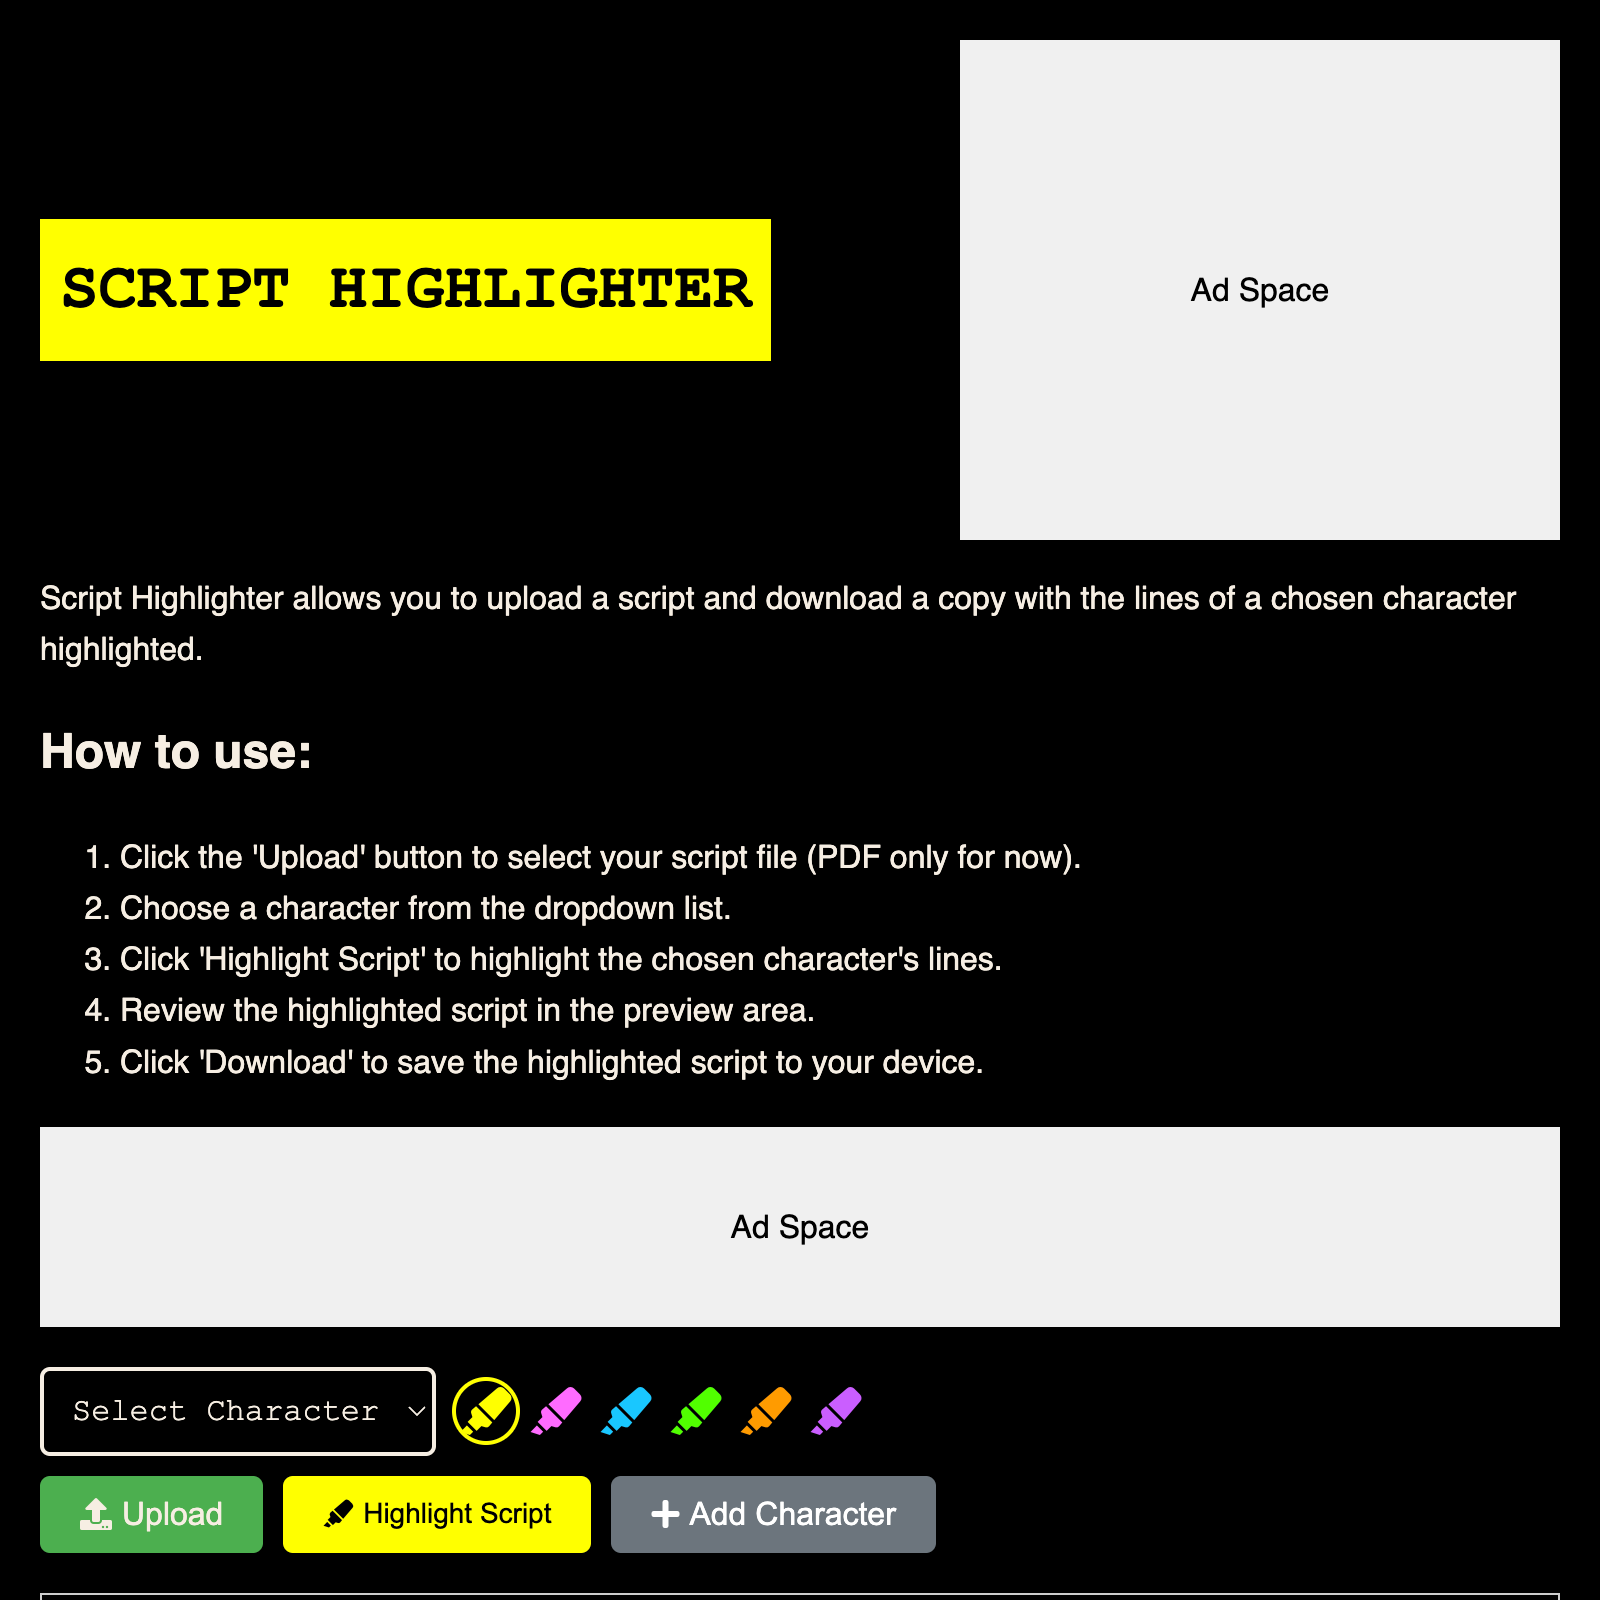 SCRIPT HIGHLIGHTER
Ad Space
Script Highlighter allows you to upload a script and download a copy with the lines of a chosen character
highlighted.
How to use:
1. Click the 'Upload' button to select your script file (PDF only for now).
2. Choose a character from the dropdown list.
3. Click 'Highlight Script' to highlight the chosen character's lines.
4. Review the highlighted script in the preview area.
5. Click 'Download' to save the highlighted script to your device.
Ad Space
Select Character
Upload
Highlight Script
Add Character